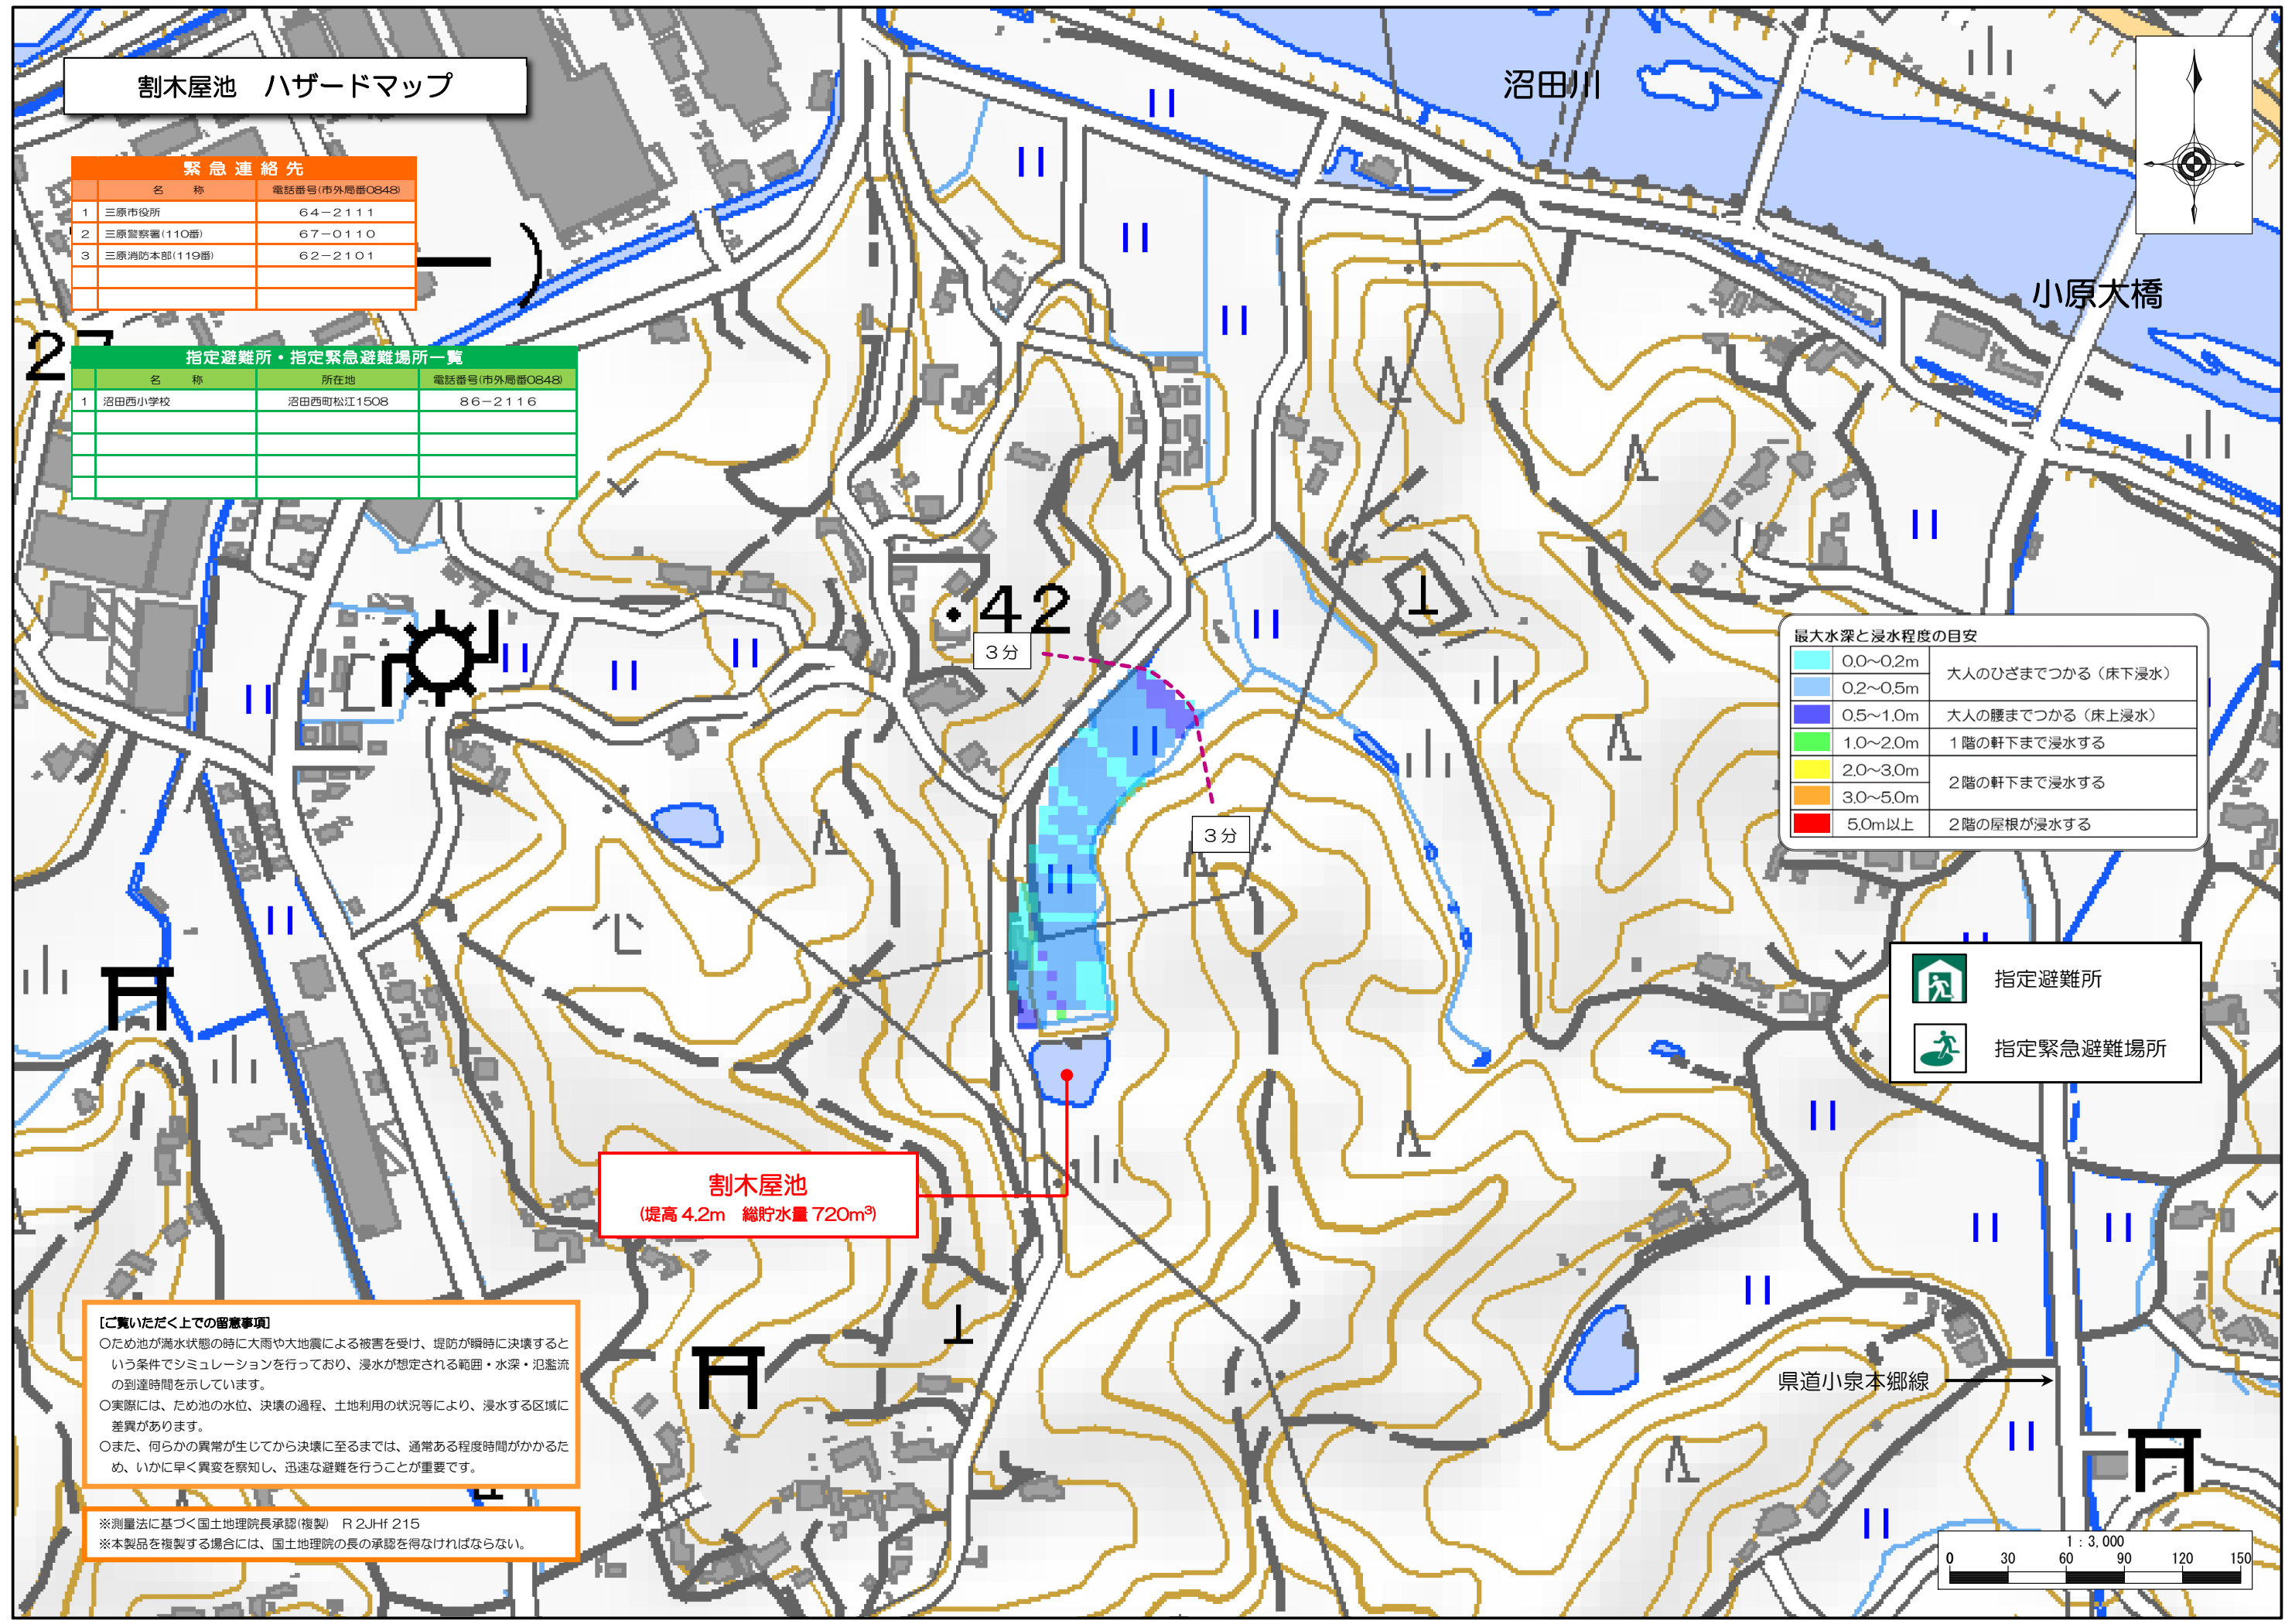 割木屋池　ハザードマップ
緊急連絡先
名　称　電話番号(市外局番0848)
1　三原市役所　64－2111
2　三原警察署(110番)　67－0110
3　三原消防本部(119番)　62－2101
27
指定避難所・指定緊急避難場所一覧
名　称　所在地　電話番号(市外局番0848)
1　沼田西小学校　沼田西町松江1508　86－2116
沼田川
小原大橋
42
3分
3分
最大水深と浸水程度の目安
0.0～0.2m　大人のひざまでつかる（床下浸水）
0.2～0.5m
0.5～1.0m　大人の腰までつかる（床上浸水）
1.0～2.0m　1階の軒下まで浸水する
2.0～3.0m　2階の軒下まで浸水する
3.0～5.0m
5.0m以上　2階の屋根が浸水する
指定避難所
指定緊急避難場所
割木屋池
(堤高 4.2m　総貯水量 720m³)
県道小泉本郷線
[ご覧いただく上での留意事項]
○ため池が満水状態の時に大雨や大地震による被害を受け、堤防が瞬時に決壊すると
いう条件でシミュレーションを行っており、浸水が想定される範囲・水深・氾濫流
の到達時間を示しています。
○実際には、ため池の水位、決壊の過程、土地利用の状況等により、浸水する区域に
差異があります。
○また、何らかの異常が生じてから決壊に至るまでは、通常ある程度時間がかかるた
め、いかに早く異変を察知し、迅速な避難を行うことが重要です。
※測量法に基づく国土地理院長承認(複製)　R 2JHf 215
※本製品を複製する場合には、国土地理院の長の承認を得なければならない。
1 : 3,000
0　30　60　90　120　150